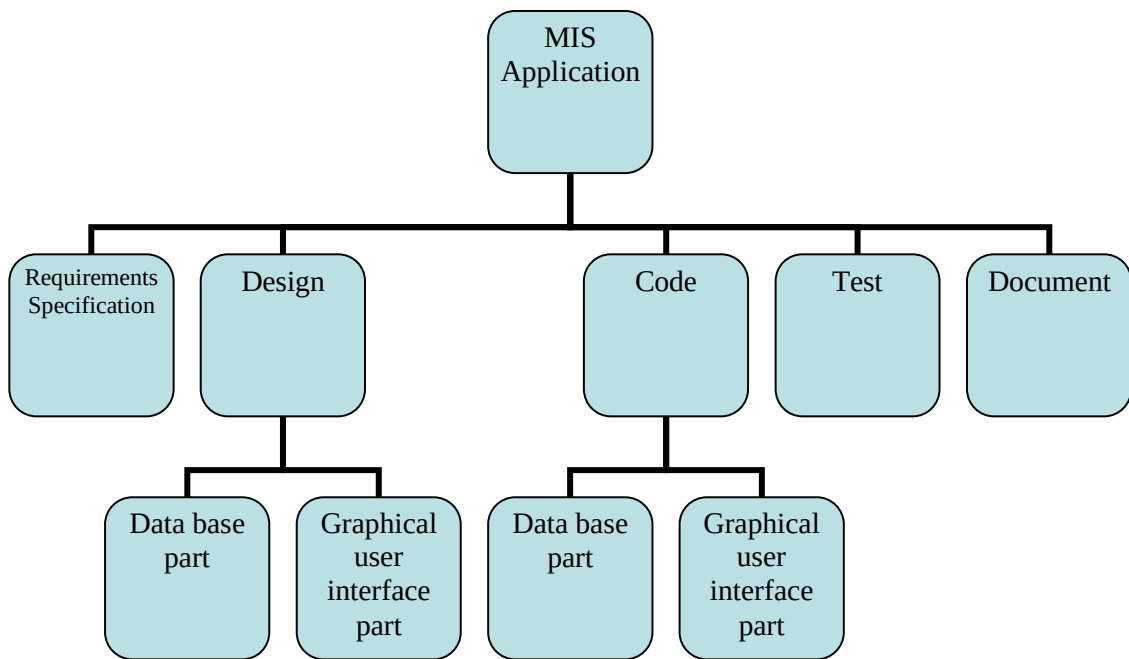 MIS
Application
Requirements
Specification
Design
Code
Test
Document
Data base
part
Graphical
user
interface
part
Data base
part
Graphical
user
interface
part